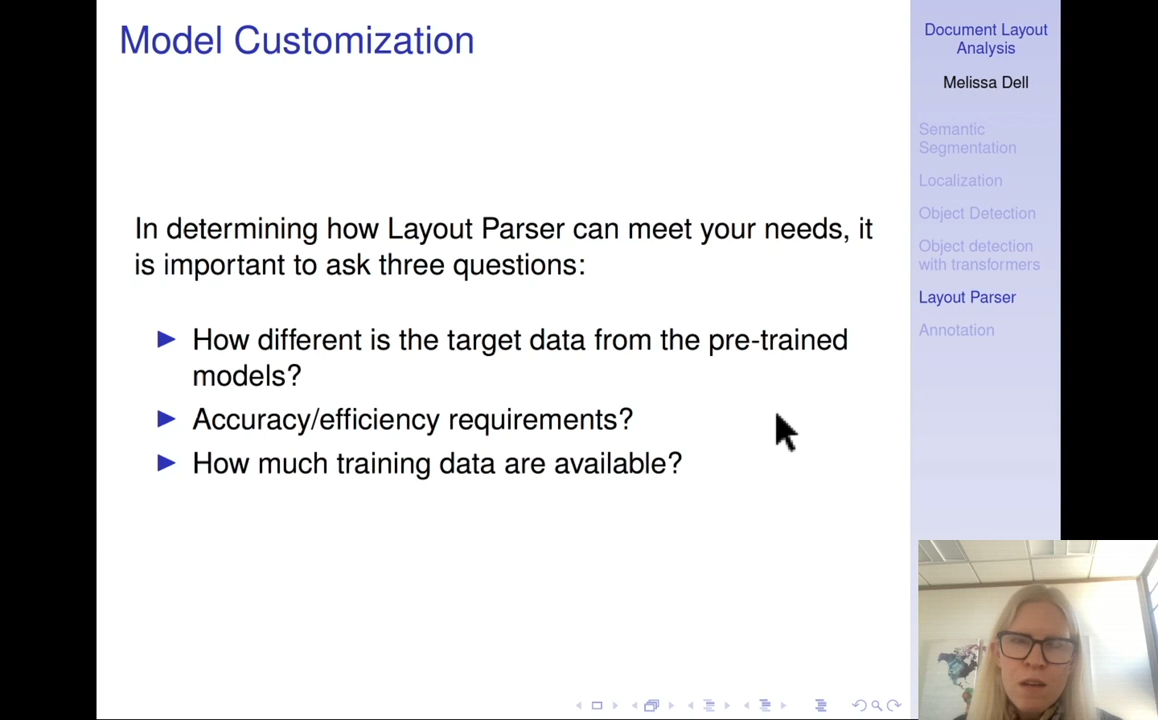 Model Customization
In determining how Layout Parser can meet your needs, it
is important to ask three questions:
How different is the target data from the pre-trained
models?
Accuracy/efficiency requirements?
How much training data are available?
Document Layout
Analysis
Melissa Dell
Semantic
Segmentation
Localization
Object Detection
Object detection
with transformers
Layout Parser
Annotation